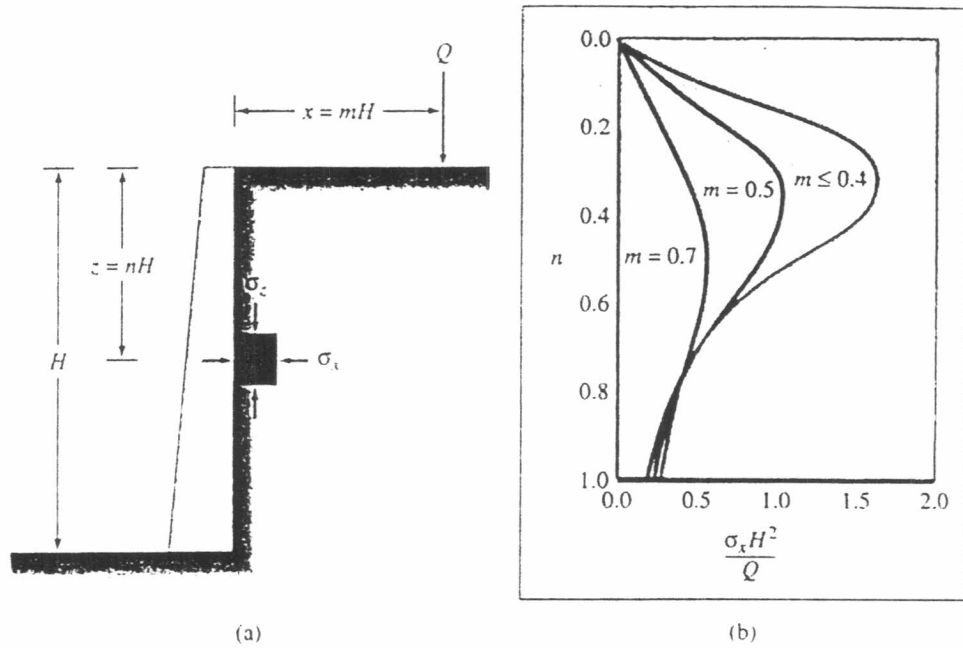 Q
x = mH
z = nH
H
σz
σx
(a)
0.0
0.2
0.4
n
0.6
0.8
1.0
m = 0.5
m ≤ 0.4
m = 0.7
0.0 0.5 1.0 1.5 2.0
σxH²
Q
(b)